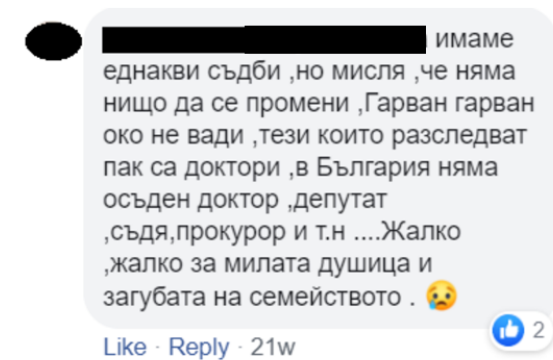 имаме
еднакви съдби ,но мисля ,че няма
нищо да се промени ,Гарван гарван
око не вади ,тези които разследват
пак са доктори ,в България няма
осъден доктор ,депутат
,съдя,прокурор и т.н ....Жалко
,жалко за милата душица и
загубата на семейството . 😢
2
Like · Reply · 21w